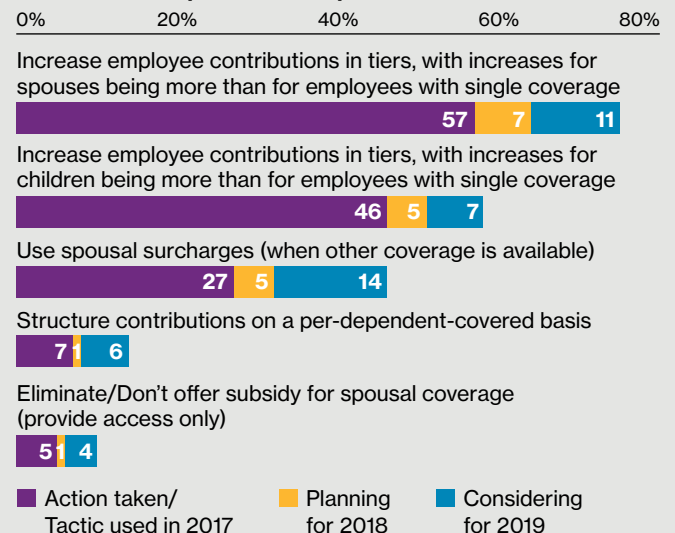 0% 20% 40% 60% 80%
Increase employee contributions in tiers, with increases for
spouses being more than for employees with single coverage
57 7 11
Increase employee contributions in tiers, with increases for
children being more than for employees with single coverage
46 5 7
Use spousal surcharges (when other coverage is available)
27 5 14
Structure contributions on a per-dependent-covered basis
7 1 6
Eliminate/Don’t offer subsidy for spousal coverage
(provide access only)
5 1 4
Action taken/ Planning Considering
Tactic used in 2017 for 2018 for 2019